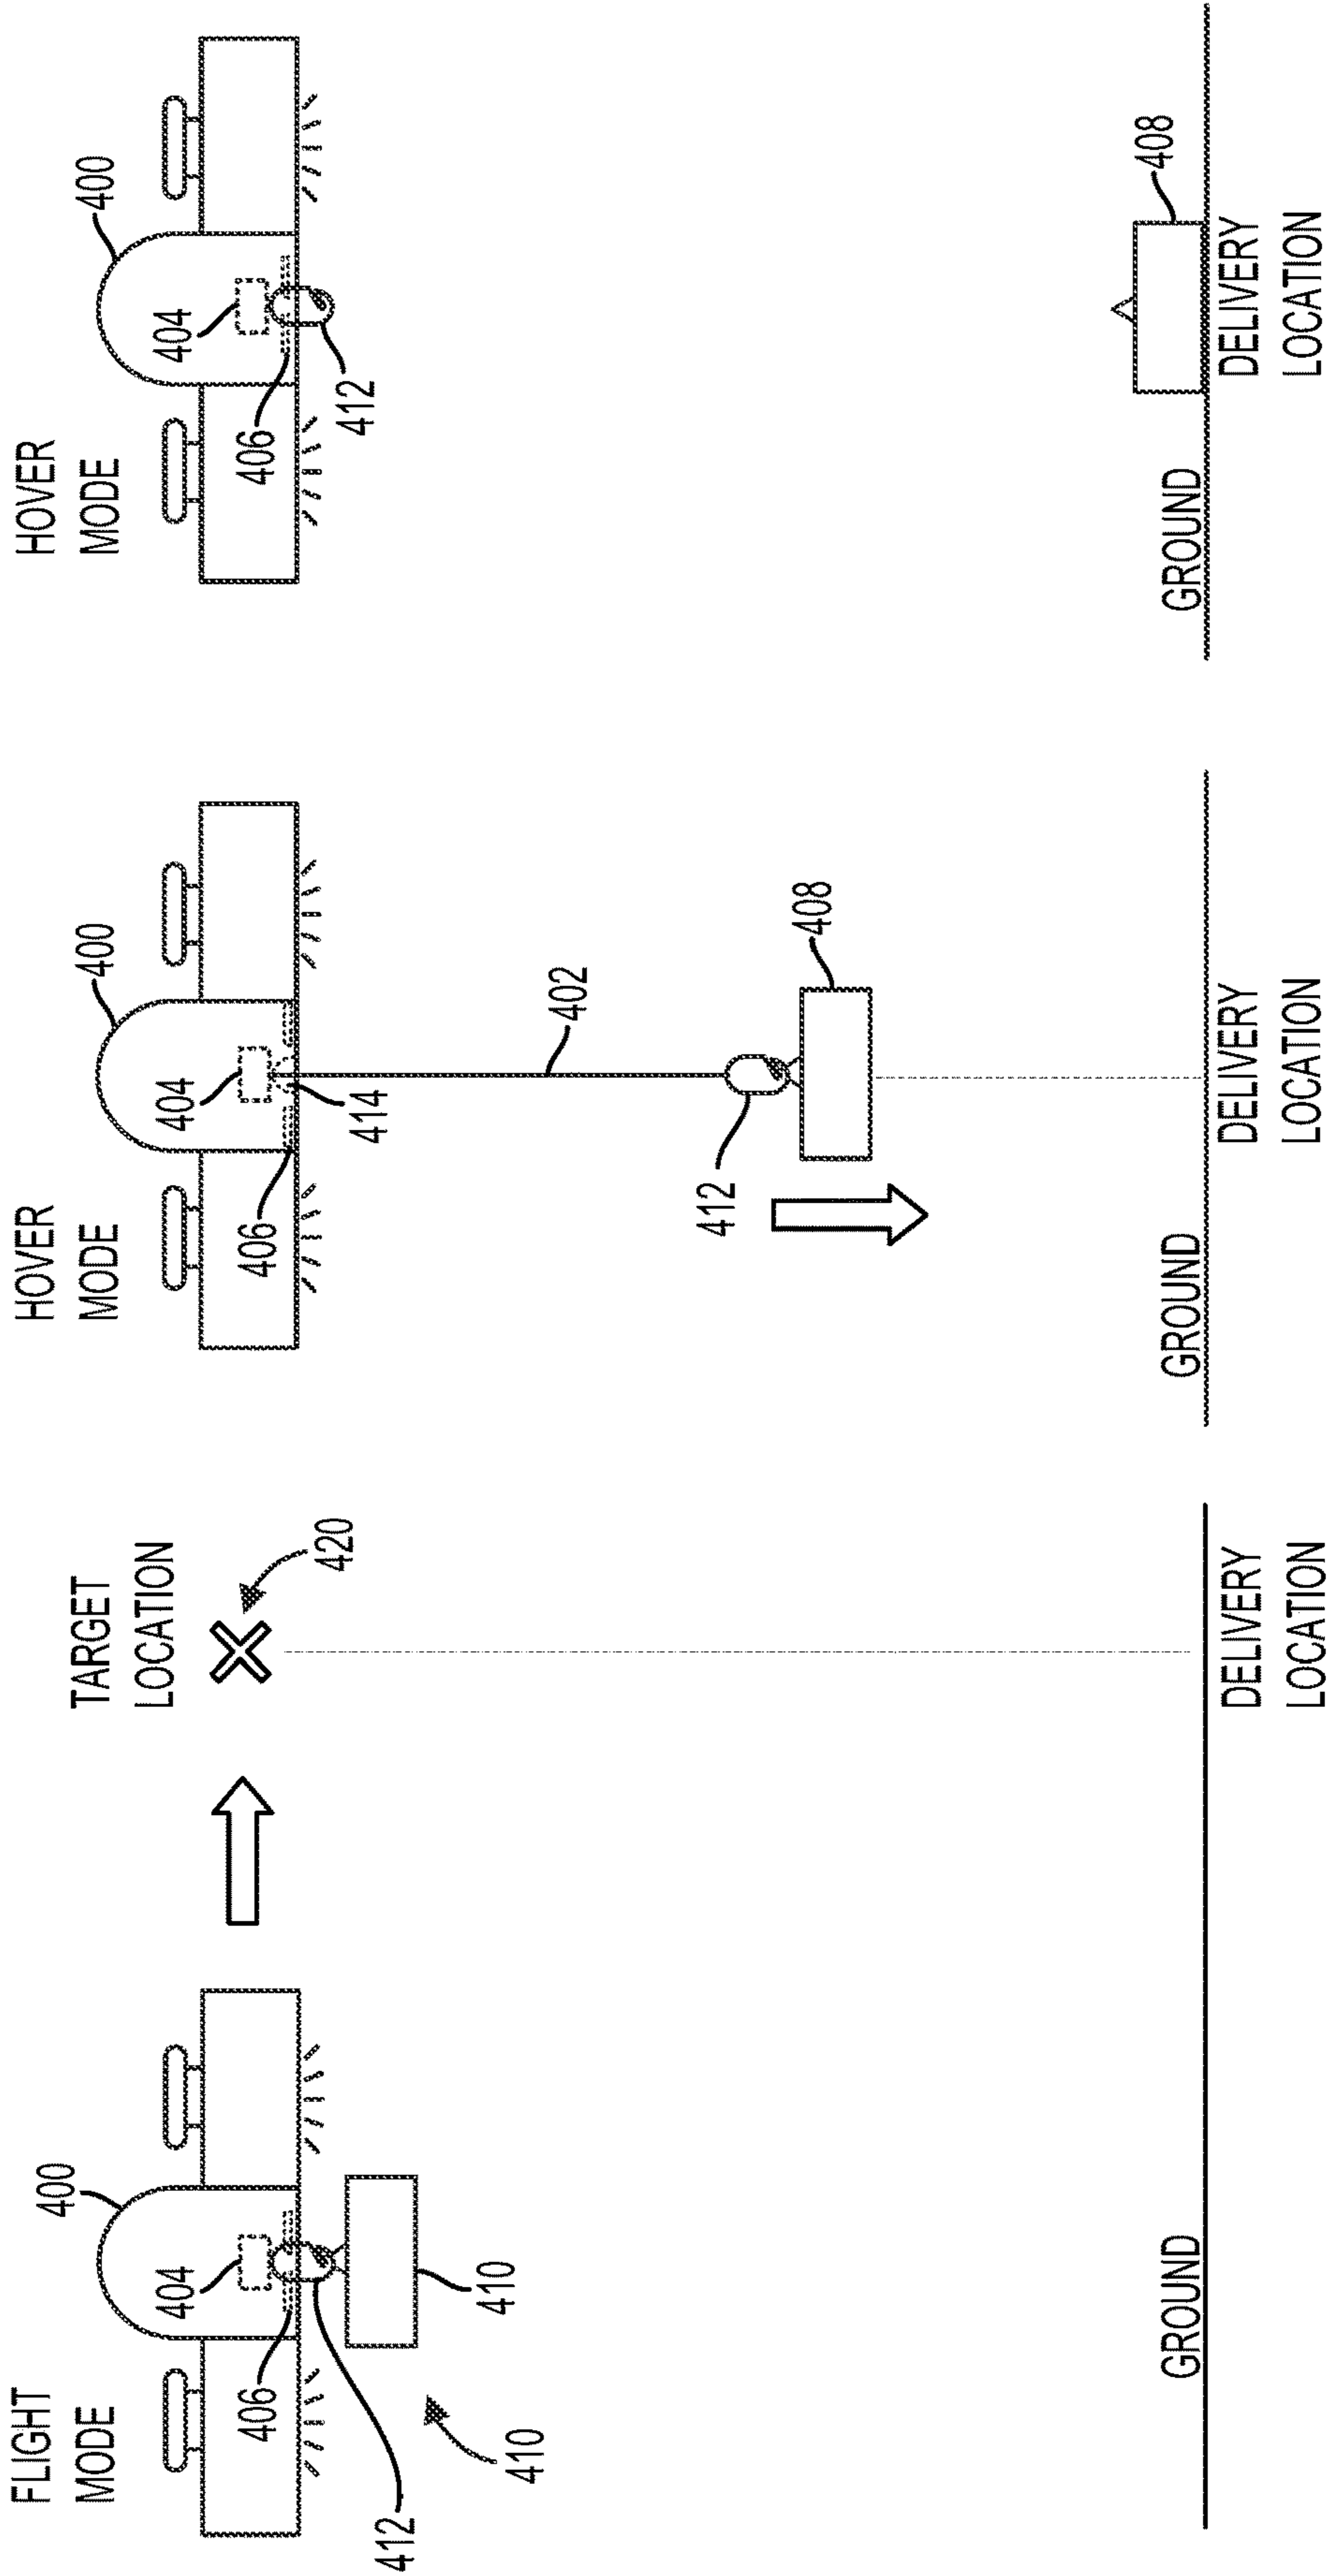 FLIGHT
MODE
400
404
406
412
410
410
TARGET
LOCATION
420
GROUND
DELIVERY
LOCATION
HOVER
MODE
400
404
406
414
402
412
408
GROUND
DELIVERY
LOCATION
HOVER
MODE
400
404
406
412
408
GROUND
DELIVERY
LOCATION